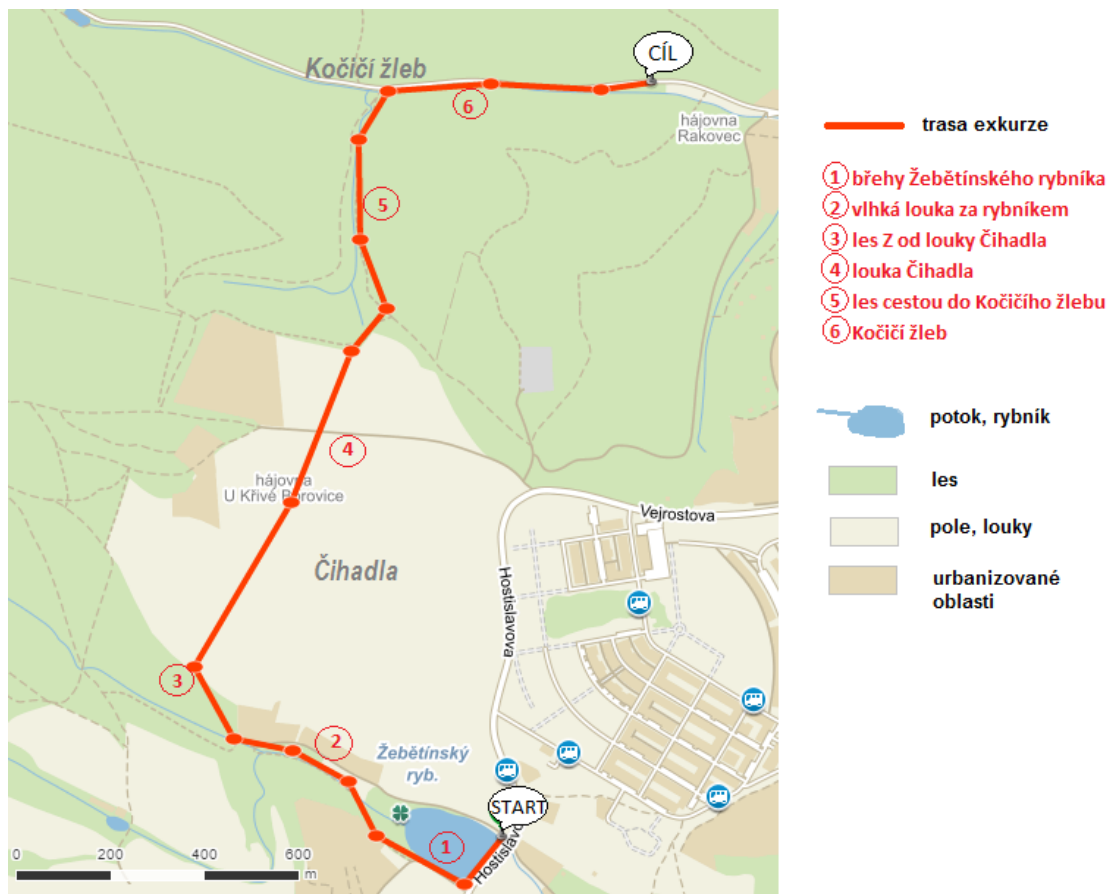 Kočičí žleb
CÍL
6
hájovna
Rakovec
5
4
hájovna
U Křivé Borovice
Vejrostova
Čihadla
Hostislavova
3
2
Žebětínský
ryb.
START
1
Hostislavova
0 200 400 600
m
trasa exkurze
1 břehy Žebětínského rybníka
2 vlhká louka za rybníkem
3 les Z od louky Čihadla
4 louka Čihadla
5 les cestou do Kočičího žlebu
6 Kočičí žleb
potok, rybník
les
pole, louky
urbanizované
oblasti